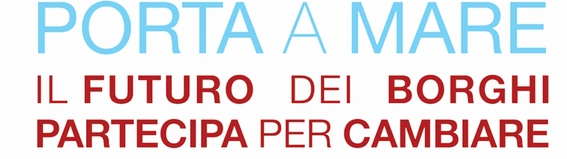 PORTA A MARE
IL FUTURO DEI BORGHI
PARTECIPA PER CAMBIARE